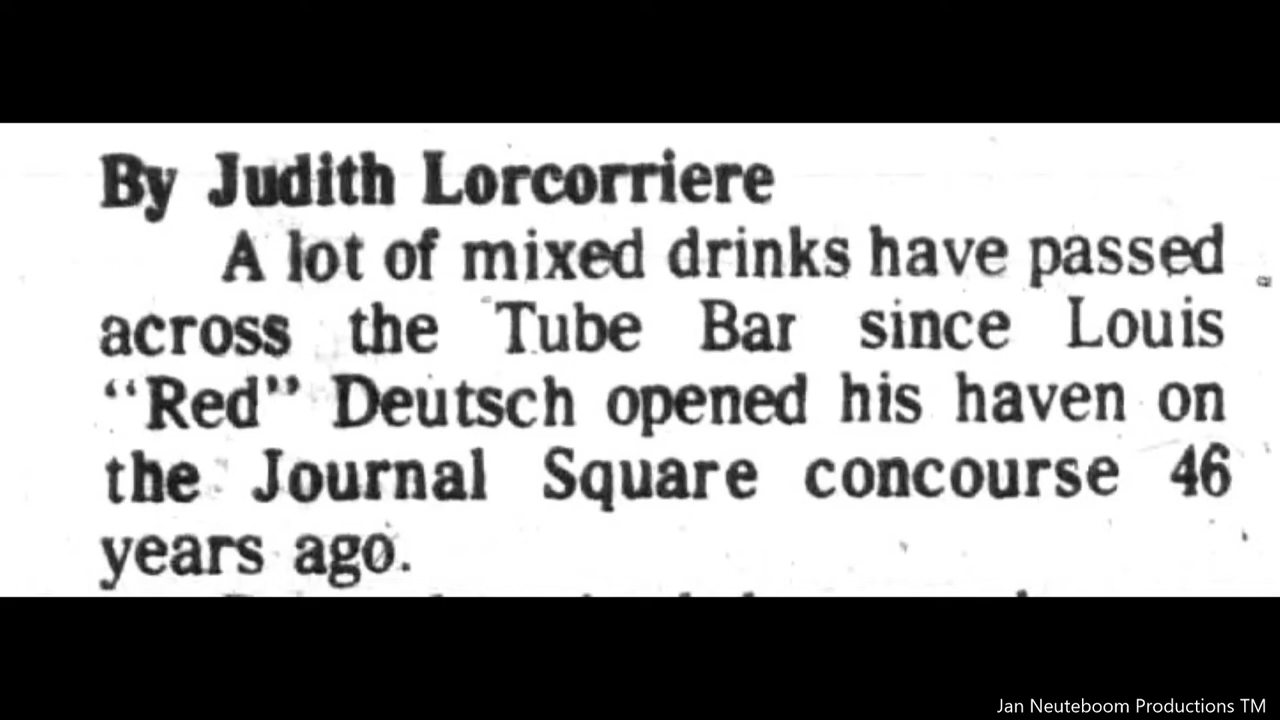 By Judith Lorcorriere
A lot of mixed drinks have passed
across the Tube Bar since Louis
“Red” Deutsch opened his haven on
the Journal Square concourse 46
years ago.
Jan Neuteboom Productions TM